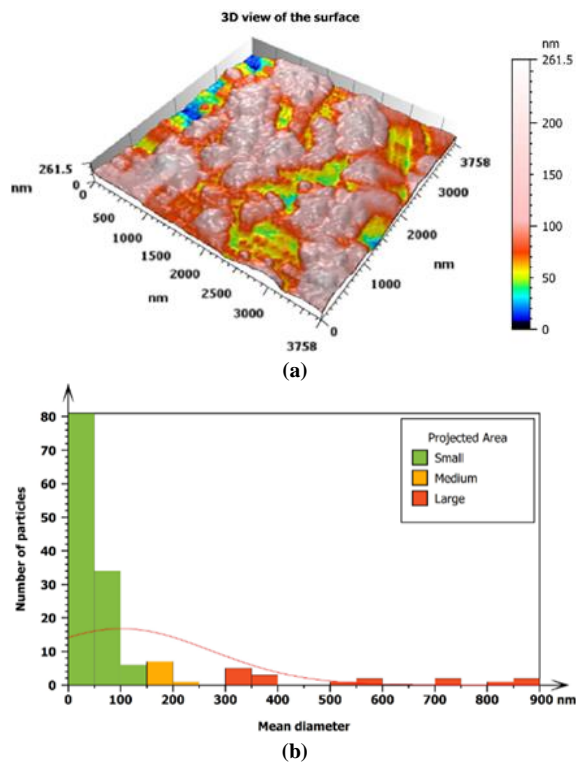 3D view of the surface
nm
261.5
200
150
100
50
0
261.5
nm
0
0
500
1000
1500
2000
2500
3000
3758
nm
0
1000
2000
3000
3758
nm
(a)
80
70
60
50
40
30
20
10
0
Number of particles
Projected Area
Small
Medium
Large
0 100 200 300 400 500 600 700 800 900 nm
Mean diameter
(b)